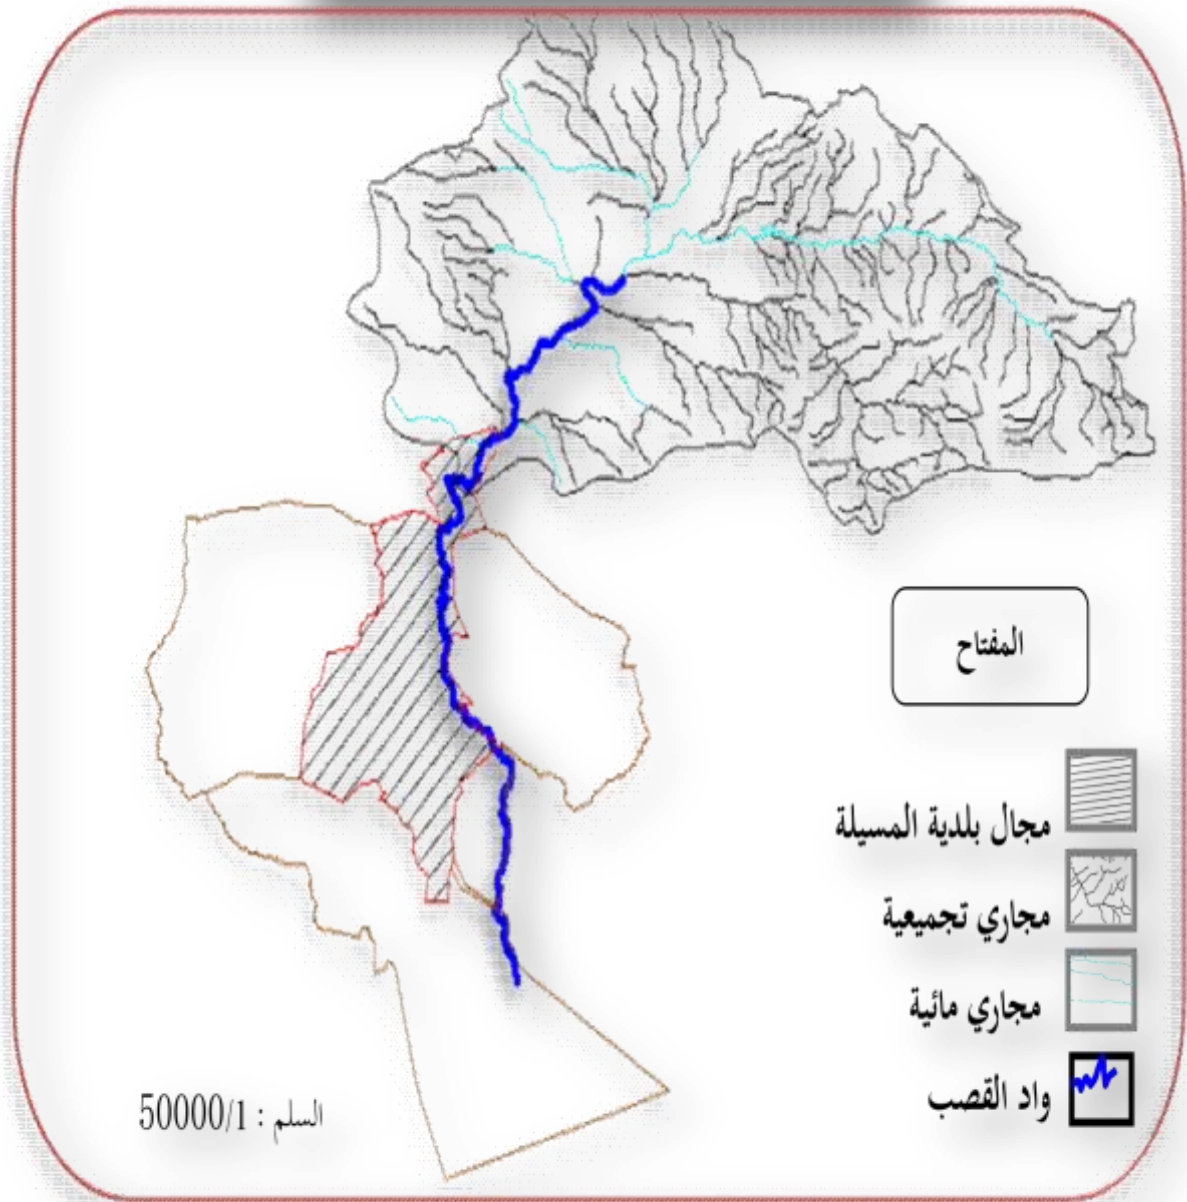 المفتاح
مجال بلدية المسيلة
مجاري تجميعية
مجاري مائية
واد القصب
السلم : 50000/1